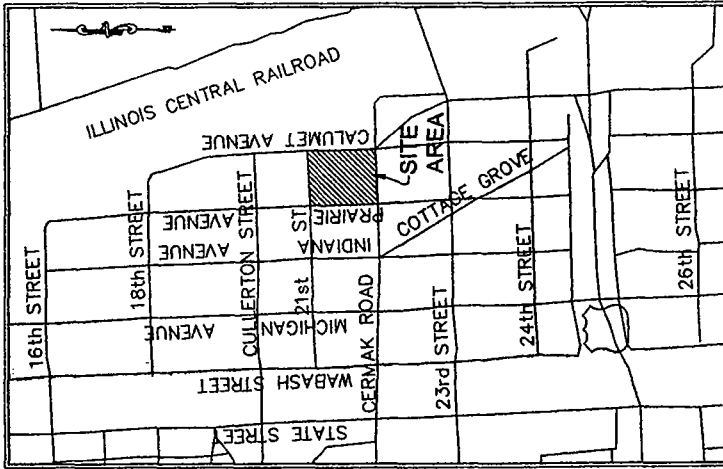 ILLINOIS CENTRAL RAILROAD
CALUMET AVENUE
SITE
AREA
PRAIRIE
AVENUE
INDIANA
AVENUE
COTTAGE GROVE
MICHIGAN
AVENUE
WABASH STREET
STATE STREE
16th STREET
18th STREET
CULLERTON STREET
21st ST
CERMAK ROAD
23rd STREET
24th STREET
26th STREET